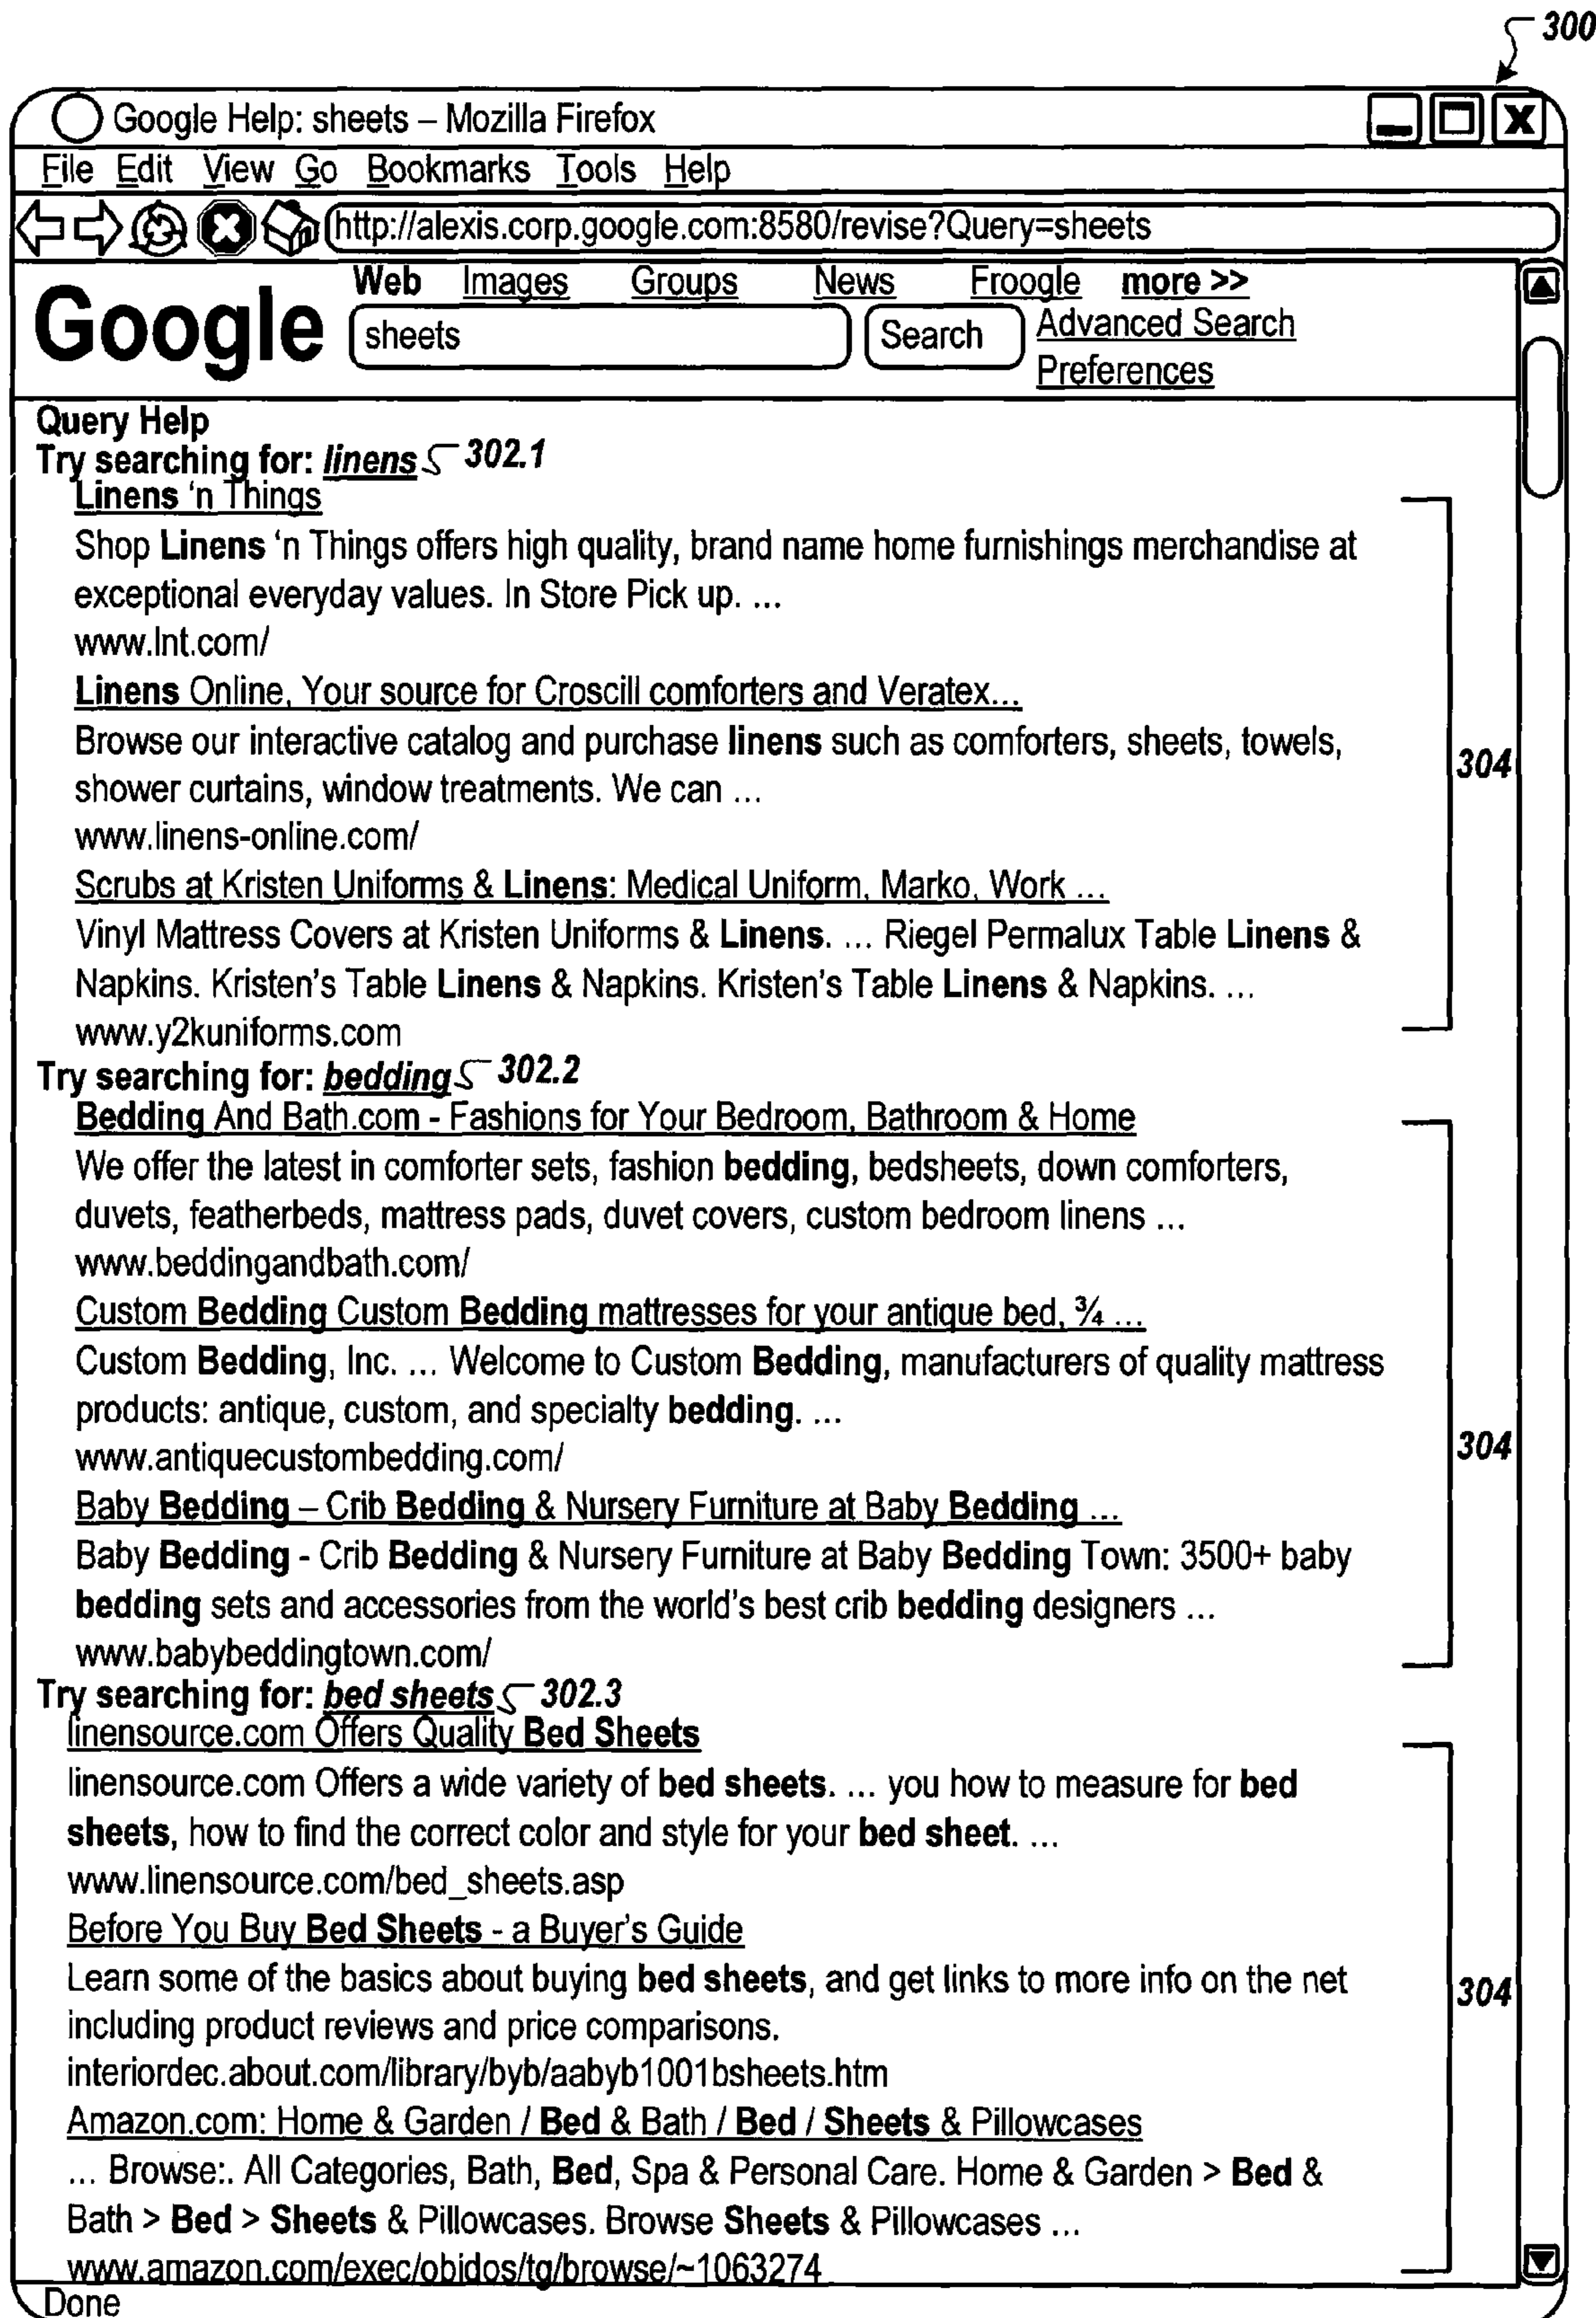 300
Google Help: sheets – Mozilla Firefox
File Edit View Go Bookmarks Tools Help
http://alexis.corp.google.com:8580/revise?Query=sheets
Web Images Groups News Froogle more >>
Google sheets Search Advanced Search
Preferences
Query Help
Try searching for: linens 302.1
Linens 'n Things
Shop Linens 'n Things offers high quality, brand name home furnishings merchandise at
exceptional everyday values. In Store Pick up. ...
www.lnt.com/
Linens Online, Your source for Croscill comforters and Veratex...
Browse our interactive catalog and purchase linens such as comforters, sheets, towels,
304
shower curtains, window treatments. We can ...
www.linens-online.com/
Scrubs at Kristen Uniforms & Linens: Medical Uniform, Marko, Work ...
Vinyl Mattress Covers at Kristen Uniforms & Linens. ... Riegel Permalux Table Linens &
Napkins. Kristen's Table Linens & Napkins. Kristen's Table Linens & Napkins. ...
www.y2kuniforms.com
Try searching for: bedding 302.2
Bedding And Bath.com - Fashions for Your Bedroom, Bathroom & Home
We offer the latest in comforter sets, fashion bedding, bedsheets, down comforters,
duvets, featherbeds, mattress pads, duvet covers, custom bedroom linens ...
www.beddingandbath.com/
Custom Bedding Custom Bedding mattresses for your antique bed, ¾ ...
Custom Bedding, Inc. ... Welcome to Custom Bedding, manufacturers of quality mattress
products: antique, custom, and specialty bedding. ...
www.antiquecustombedding.com/
304
Baby Bedding – Crib Bedding & Nursery Furniture at Baby Bedding ...
Baby Bedding - Crib Bedding & Nursery Furniture at Baby Bedding Town: 3500+ baby
bedding sets and accessories from the world's best crib bedding designers ...
www.babybeddingtown.com/
Try searching for: bed sheets 302.3
linensource.com Offers Quality Bed Sheets
linensource.com Offers a wide variety of bed sheets. ... you how to measure for bed
sheets, how to find the correct color and style for your bed sheet. ...
www.linensource.com/bed_sheets.asp
Before You Buy Bed Sheets - a Buyer's Guide
Learn some of the basics about buying bed sheets, and get links to more info on the net
304
including product reviews and price comparisons.
interiordec.about.com/library/byb/aabyb1001bsheets.htm
Amazon.com: Home & Garden / Bed & Bath / Bed / Sheets & Pillowcases
... Browse:. All Categories, Bath, Bed, Spa & Personal Care. Home & Garden > Bed &
Bath > Bed > Sheets & Pillowcases. Browse Sheets & Pillowcases ...
www.amazon.com/exec/obidos/tg/browse/~1063274
Done